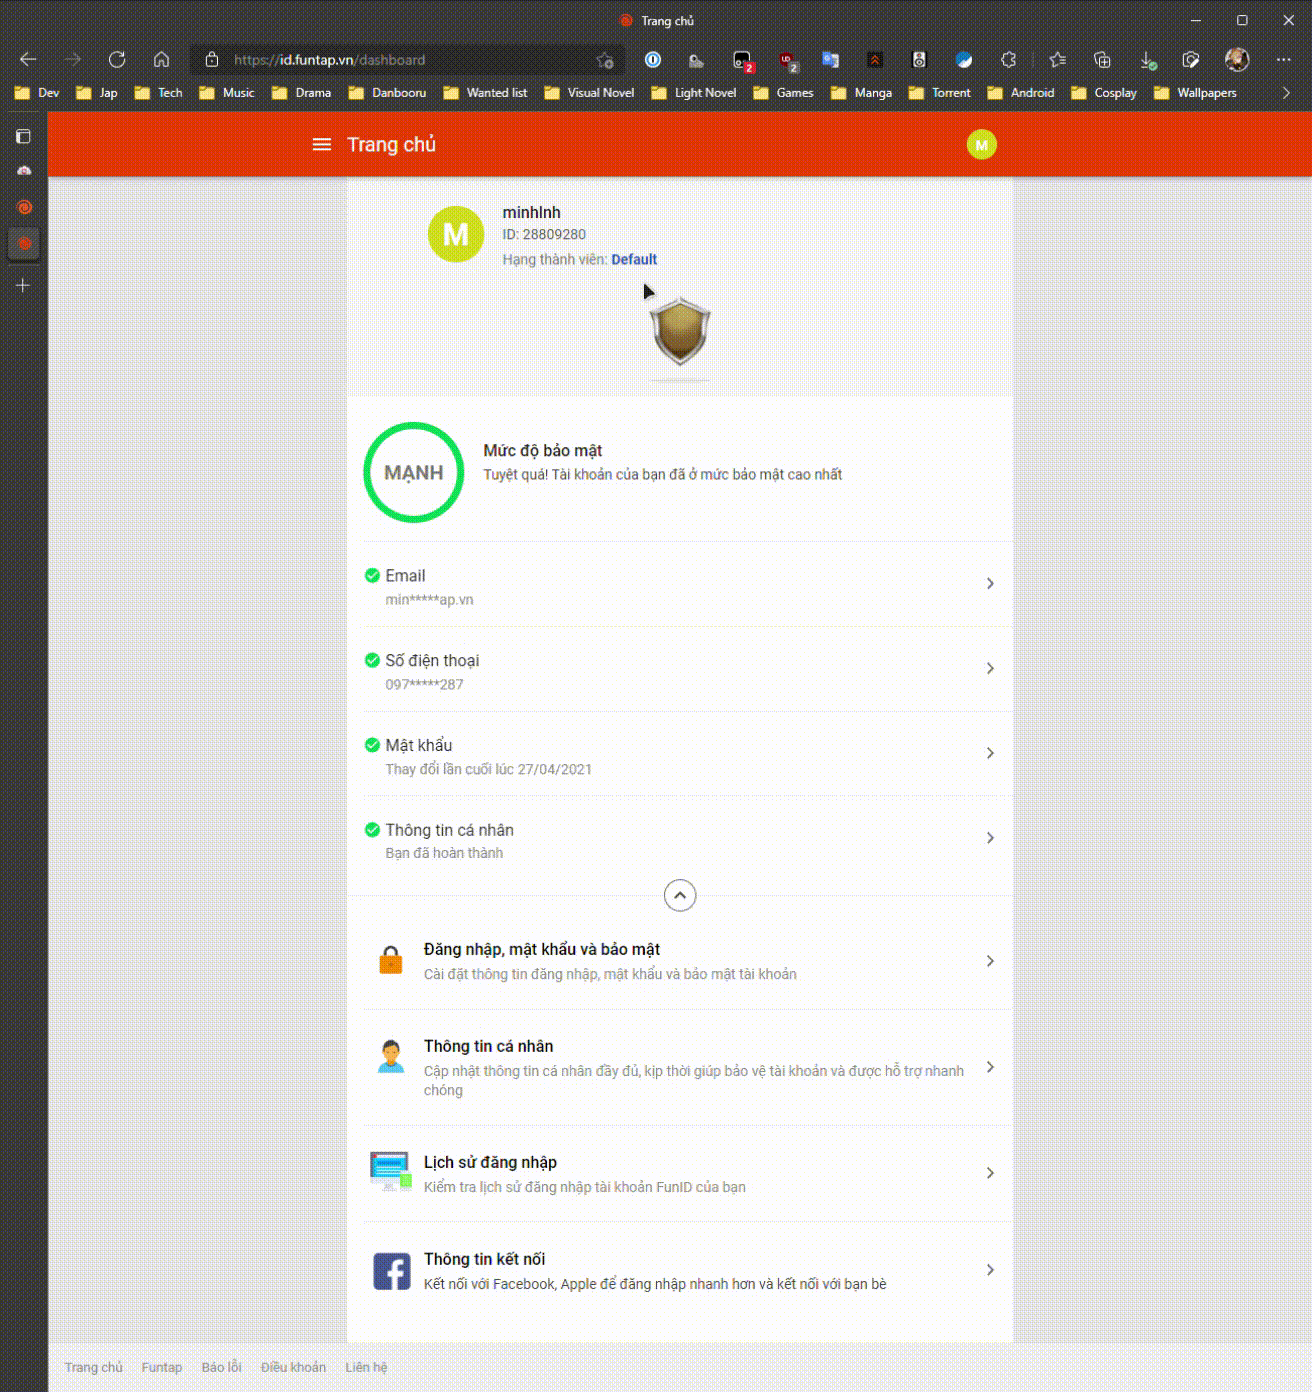 Trang chủ
https://id.funtap.vn/dashboard
2
UD
2
Dev Jap Tech Music Drama Danbooru Wanted list Visual Novel Light Novel Games Manga Torrent Android Cosplay Wallpapers
Trang chủ
M
M
minhlnh
ID: 28809280
Hạng thành viên: Default
MẠNH
Mức độ bảo mật
Tuyệt quá! Tài khoản của bạn đã ở mức bảo mật cao nhất
Email
min*****ap.vn
Số điện thoại
097*****287
Mật khẩu
Thay đổi lần cuối lúc 27/04/2021
Thông tin cá nhân
Bạn đã hoàn thành
Đăng nhập, mật khẩu và bảo mật
Cài đặt thông tin đăng nhập, mật khẩu và bảo mật tài khoản
Thông tin cá nhân
Cập nhật thông tin cá nhân đầy đủ, kịp thời giúp bảo vệ tài khoản và được hỗ trợ nhanh
chóng
Lịch sử đăng nhập
Kiểm tra lịch sử đăng nhập tài khoản FunID của bạn
Thông tin kết nối
Kết nối với Facebook, Apple để đăng nhập nhanh hơn và kết nối với bạn bè
Trang chủ Funtap Báo lỗi Điều khoản Liên hệ